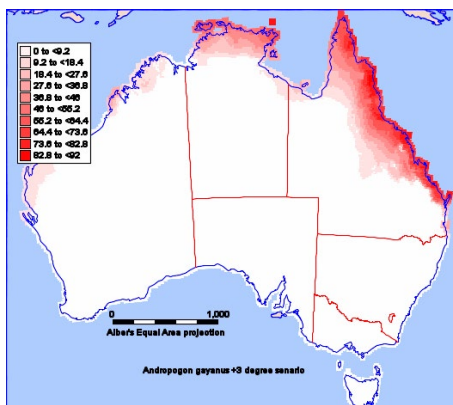 0 to <9.2
9.2 to <18.4
18.4 to <27.6
27.6 to <36.8
36.8 to <46
46 to <55.2
55.2 to <64.4
64.4 to <73.6
73.6 to <82.8
82.8 to <92
0 1,000
Alber's Equal Area projection
Andropogon gayanus +3 degree senario